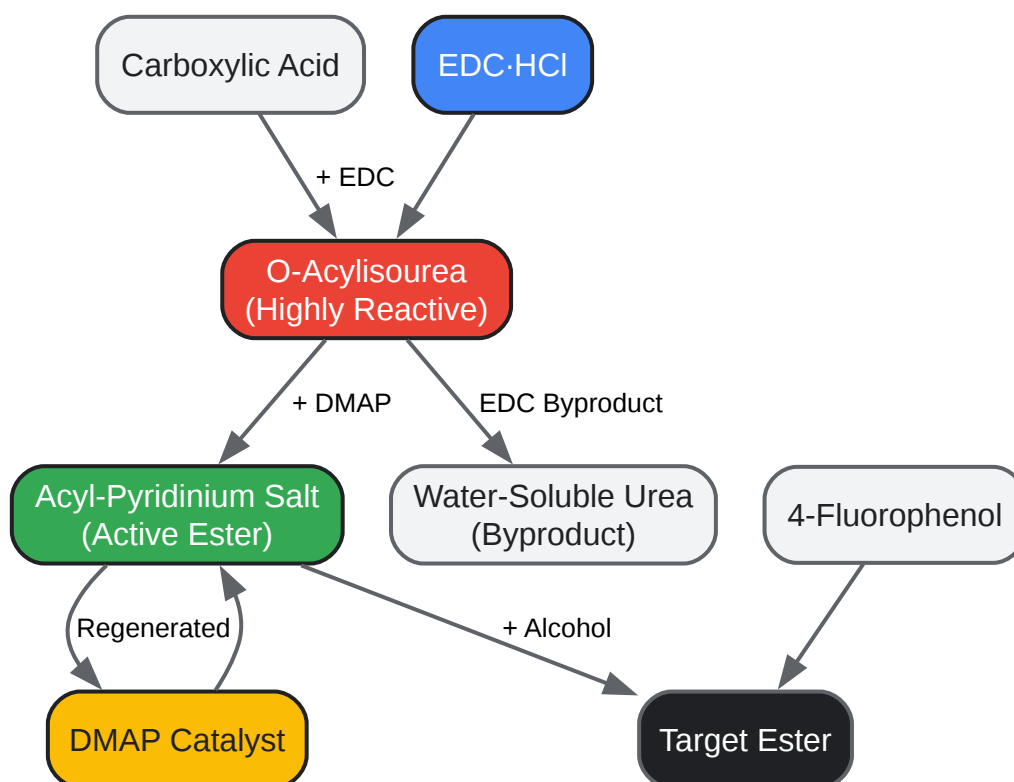 Carboxylic Acid
EDC·HCl
+ EDC
O-Acylisourea
(Highly Reactive)
+ DMAP
EDC Byproduct
Acyl-Pyridinium Salt
(Active Ester)
Water-Soluble Urea
(Byproduct)
4-Fluorophenol
Regenerated
+ Alcohol
DMAP Catalyst
Target Ester